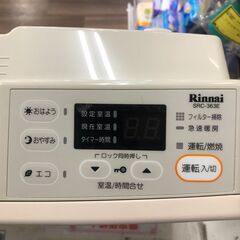 Rinnai
SRC-363E
おはよう
おやすみ
エコ
設定室温
現在室温
タイマー時間
ロック同時押し
室温/時間合せ
フィルター掃除
急速暖房
運転/燃焼
運転入/切